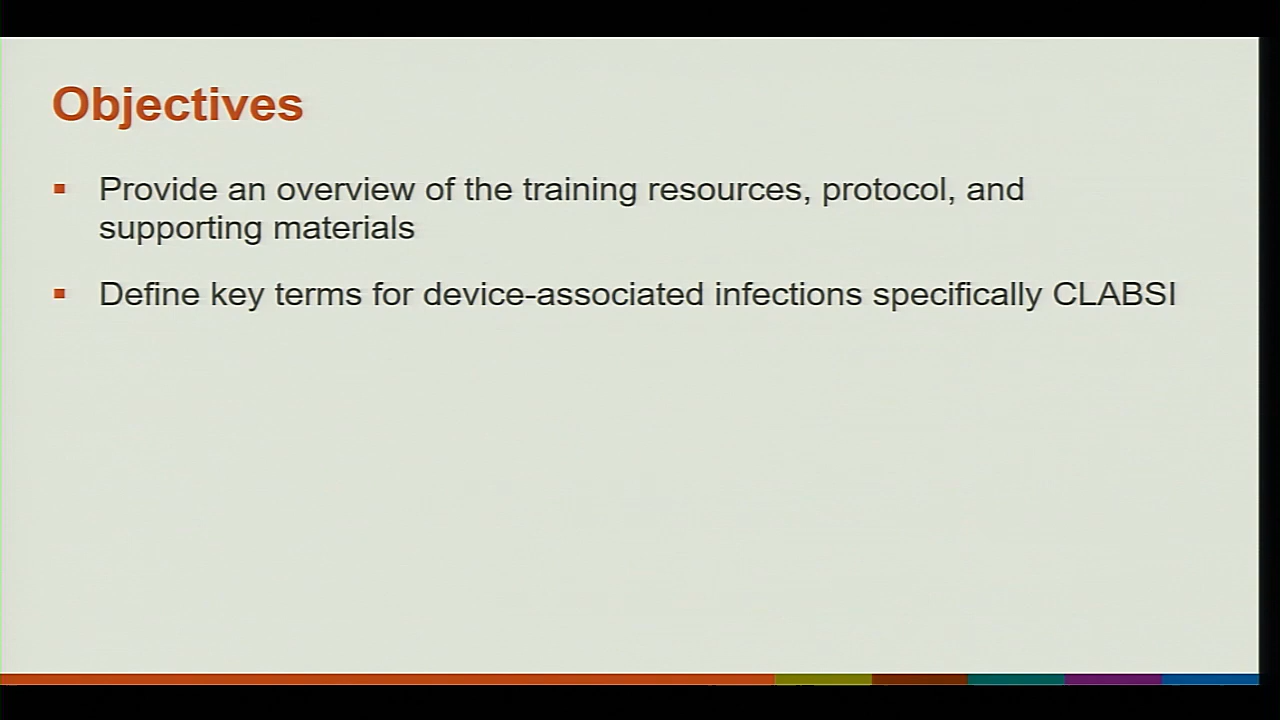 Objectives
Provide an overview of the training resources, protocol, and
supporting materials
Define key terms for device-associated infections specifically CLABSI